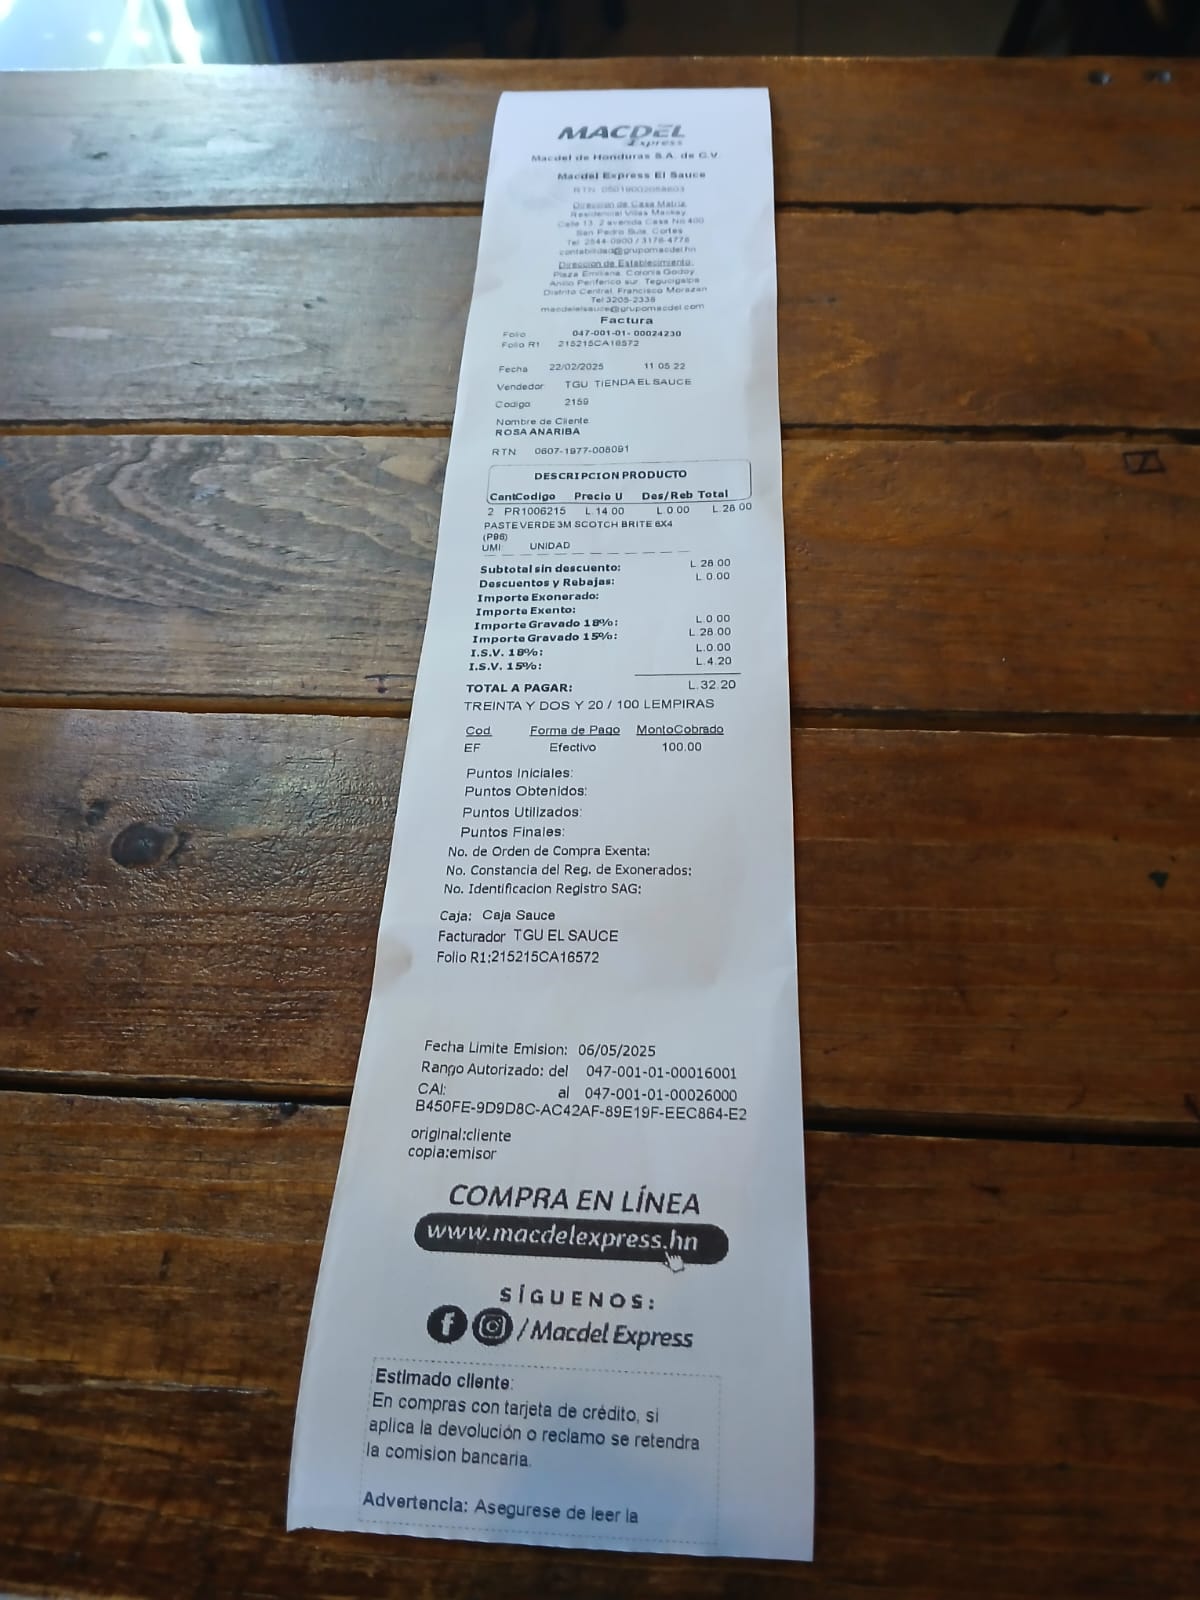 MACDEL
Express
Macdel de Honduras S.A. de C.V.
Macdel Express El Sauce
RTN
Direccion de Casa Matriz:
Residencial Villas Mackay
Calle 13, 2 avenida Casa No.400
San Pedro Sula, Cortes
Tel: 2544-0900 / 3176-4776
contabilidad@grupomacdel.hn
Direccion de Establecimiento:
Plaza Emiliana, Colonia Godoy
Anillo Periferico sur, Tegucigalpa
Distrito Central, Francisco Morazan
Tel:3205-2336
macdelelsauce@grupomacdel.com
Factura
Folio 047-001-01- 00024230
Folio R1 215215CA16572
Fecha 22/02/2025 11 05 22
Vendedor TGU TIENDA EL SAUCE
Codigo 2159
Nombre de Cliente
ROSA ANARIBA
RTN 0607-1977-008091
DESCRIPCION PRODUCTO
Cant Codigo Precio U Des/Reb Total
2 PR1006215 L.14.00 L.0.00 L.28.00
PASTE VERDE 3M SCOTCH BRITE 6X4
(P96)
UMI UNIDAD
Subtotal sin descuento: L.28.00
Descuentos y Rebajas: L.0.00
Importe Exonerado:
Importe Exento:
Importe Gravado 18%: L.0.00
Importe Gravado 15%: L.28.00
I.S.V. 18%: L.0.00
I.S.V. 15%: L.4.20
TOTAL A PAGAR: L.32.20
TREINTA Y DOS Y 20 / 100 LEMPIRAS
Cod Forma de Pago MontoCobrado
EF Efectivo 100.00
Puntos Iniciales:
Puntos Obtenidos:
Puntos Utilizados:
Puntos Finales:
No. de Orden de Compra Exenta:
No. Constancia del Reg. de Exonerados:
No. Identificacion Registro SAG:
Caja: Caja Sauce
Facturador TGU EL SAUCE
Folio R1:215215CA16572
Fecha Limite Emision: 06/05/2025
Rango Autorizado: del 047-001-01-00016001
CAI: al 047-001-01-00026000
B450FE-9D9D8C-AC42AF-89E19F-EEC864-E2
original:cliente
copia:emisor
COMPRA EN LÍNEA
www.macdelexpress.hn
SÍGUENOS:
/ Macdel Express
Estimado cliente:
En compras con tarjeta de crédito, si
aplica la devolución o reclamo se retendra
la comision bancaria.
Advertencia: Asegurese de leer la